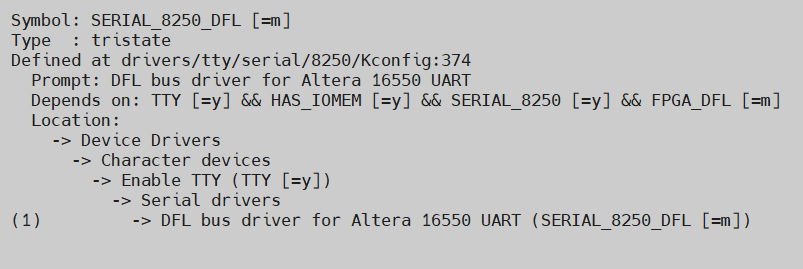 Symbol: SERIAL_8250_DFL [=m]
Type  : tristate
Defined at drivers/tty/serial/8250/Kconfig:374
  Prompt: DFL bus driver for Altera 16550 UART
  Depends on: TTY [=y] && HAS_IOMEM [=y] && SERIAL_8250 [=y] && FPGA_DFL [=m]
  Location:
    -> Device Drivers
      -> Character devices
        -> Enable TTY (TTY [=y])
          -> Serial drivers
(1)         -> DFL bus driver for Altera 16550 UART (SERIAL_8250_DFL [=m])